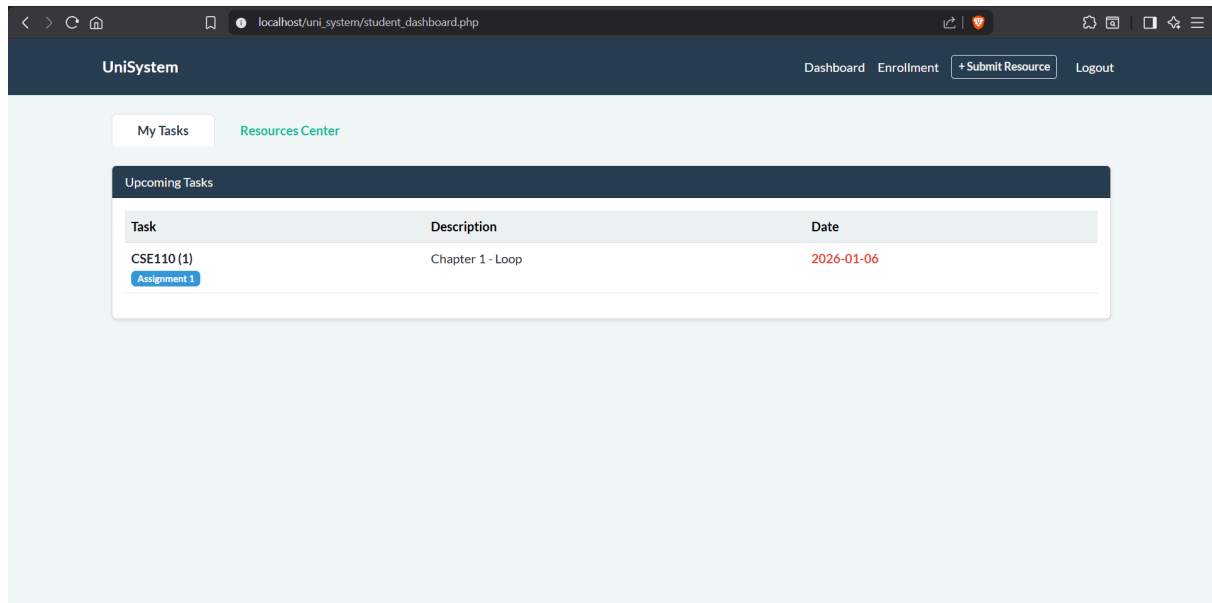 localhost/uni_system/student_dashboard.php
UniSystem
Dashboard Enrollment + Submit Resource Logout
My Tasks Resources Center
Upcoming Tasks
Task Description Date
CSE110 (1) Chapter 1 - Loop 2026-01-06
Assignment 1